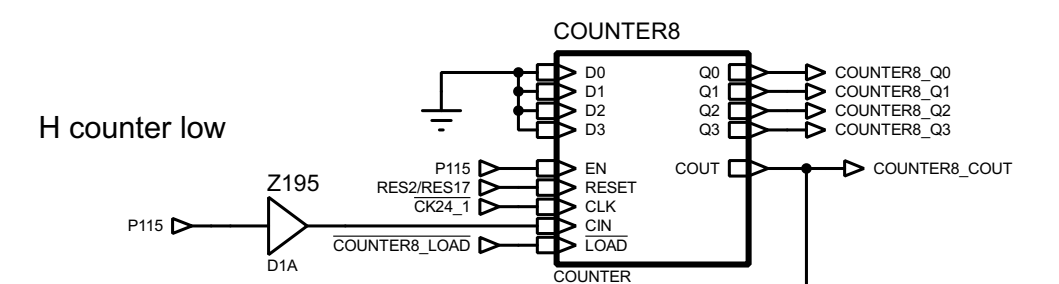 COUNTER8
D0 Q0 COUNTER8_Q0
D1 Q1 COUNTER8_Q1
D2 Q2 COUNTER8_Q2
D3 Q3 COUNTER8_Q3
H counter low
P115 EN COUT COUNTER8_COUT
RES2/RES17 RESET
CK24_1 CLK
Z195
P115 CIN
COUNTER8_LOAD LOAD
D1A
COUNTER